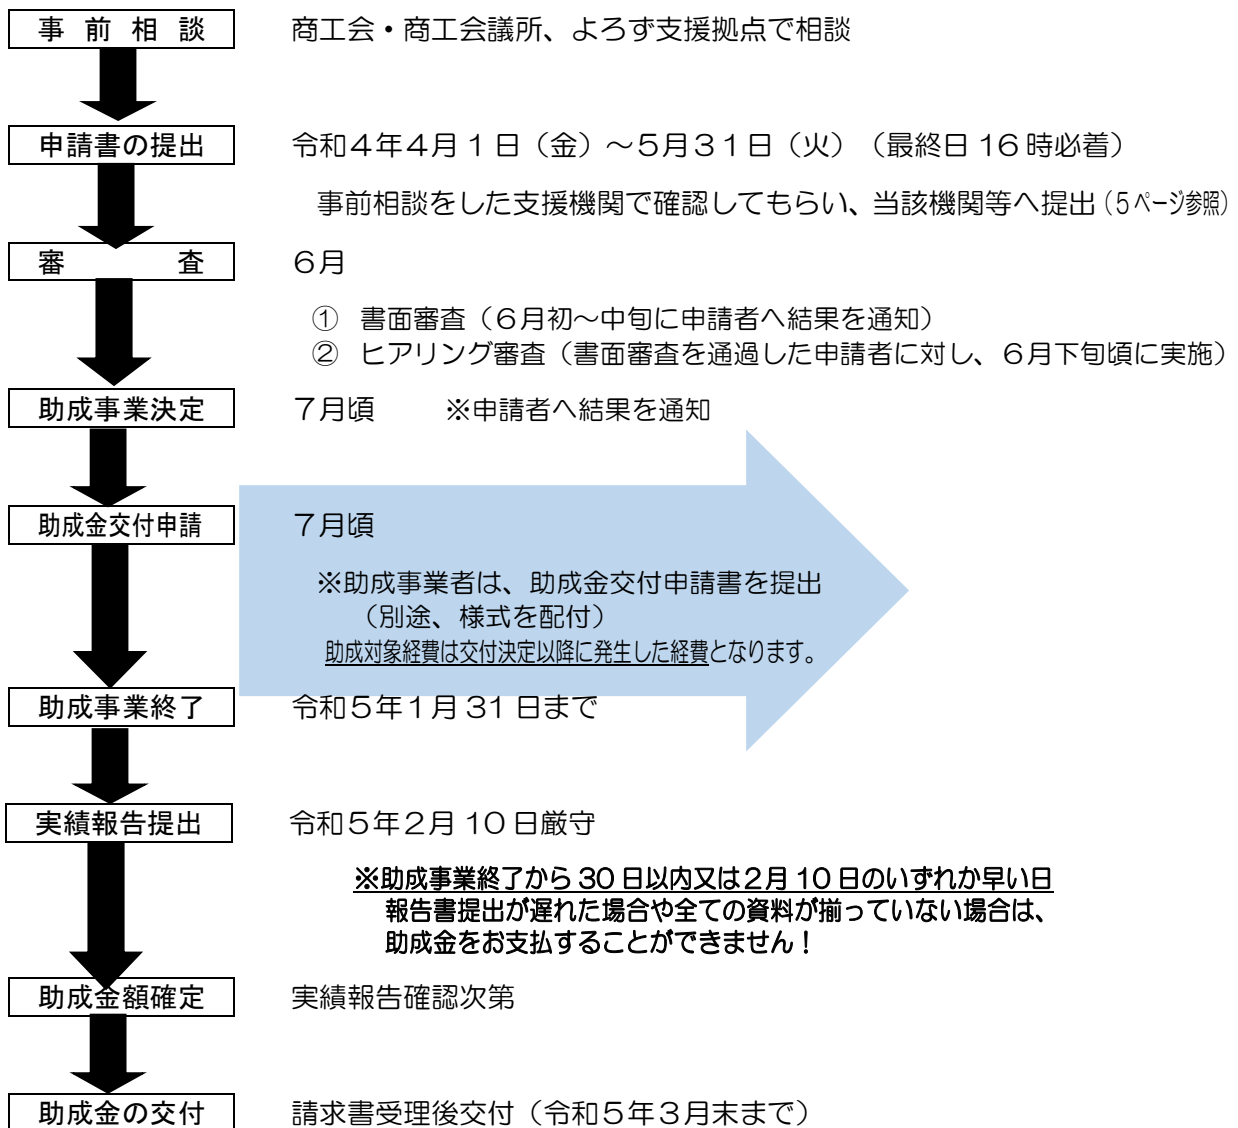 事前相談 商工会・商工会議所、よろず支援拠点で相談
申請書の提出 令和4年4月1日（金）～5月31日（火）（最終日16時必着）
事前相談をした支援機関で確認してもらい、当該機関等へ提出（5ページ参照）
審査 6月
① 書面審査（6月初～中旬に申請者へ結果を通知）
② ヒアリング審査（書面審査を通過した申請者に対し、6月下旬頃に実施）
助成事業決定 7月頃 ※申請者へ結果を通知
助成金交付申請 7月頃
※助成事業者は、助成金交付申請書を提出
（別途、様式を配付）
助成対象経費は交付決定以降に発生した経費となります。
助成事業終了 令和5年1月31日まで
実績報告提出 令和5年2月10日厳守
※助成事業終了から30日以内又は2月10日のいずれか早い日
報告書提出が遅れた場合や全ての資料が揃っていない場合は、
助成金をお支払することができません！
助成金額確定 実績報告確認次第
助成金の交付 請求書受理後交付（令和5年3月末まで）